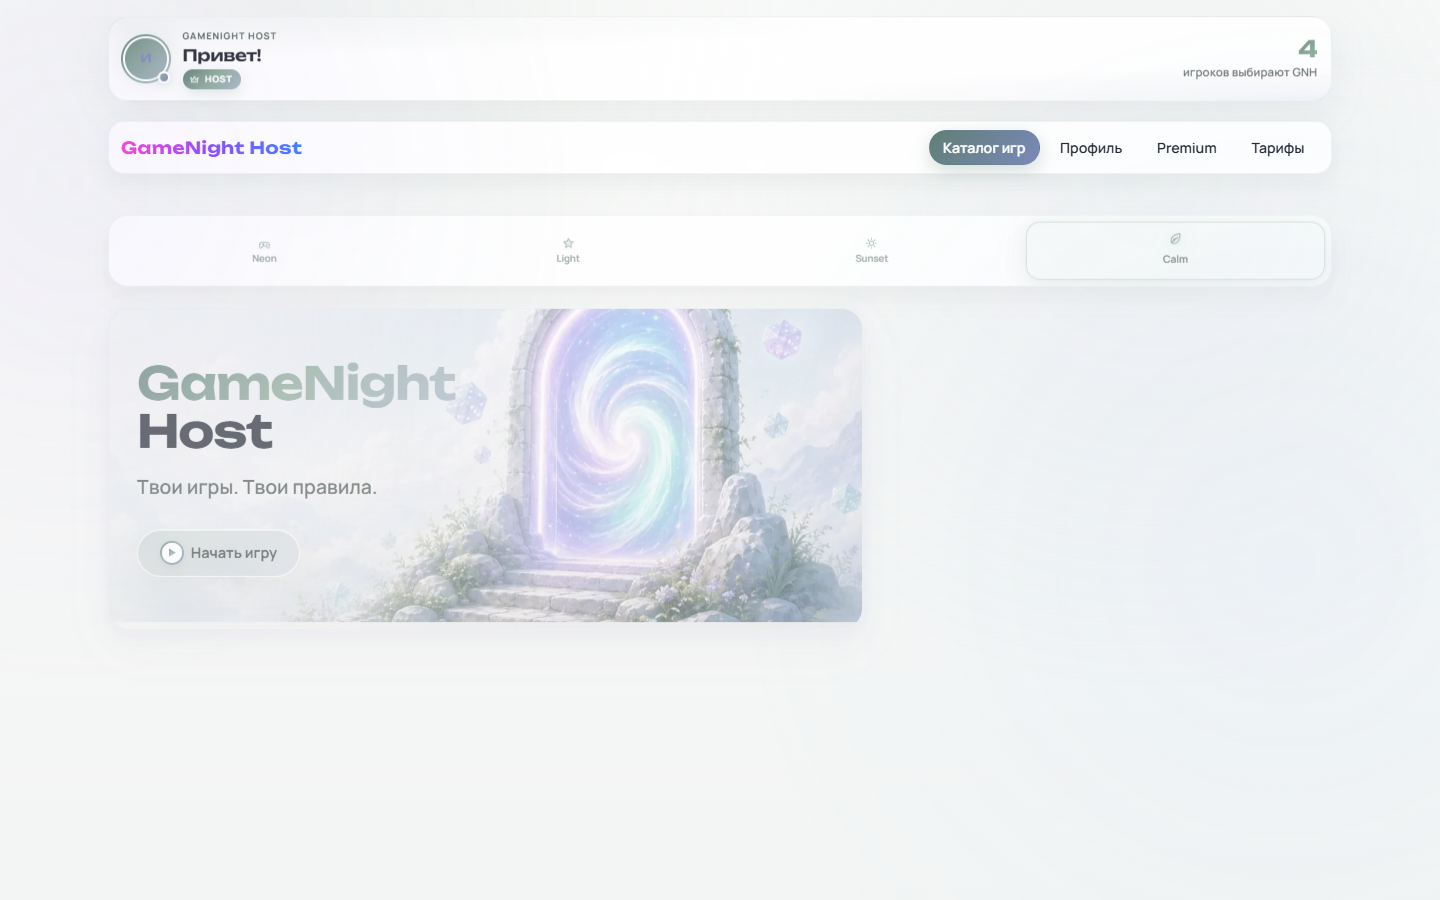 И
GAMENIGHT HOST
Привет!
HOST
4
игроков выбирают GNH
GameNight Host
Каталог игр
Профиль
Premium
Тарифы
Neon
Light
Sunset
Calm
GameNight
Host
Твои игры. Твои правила.
Начать игру